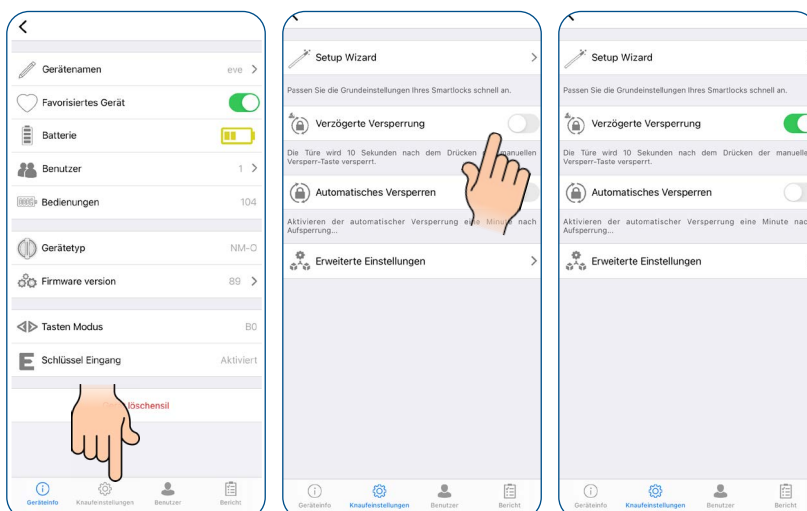 Gerätenamen eve
Favorisiertes Gerät
Batterie
Benutzer 1
Bedienungen 104
Gerätetyp NM-O
Firmware version 89
Tasten Modus B0
E Schlüssel Eingang Aktiviert
löschensil
Geräteinfo Knaufeinstellungen Benutzer Bericht
Setup Wizard
Passen Sie die Grundeinstellungen Ihres Smartlocks schnell an.
Verzögerte Versperrung
Die Türe wird 10 Sekunden nach dem Drücken manuellen
Versperr-Taste versperrt.
Automatisches Versperren
Aktivieren der automatischer Versperrung eine Minute nach
Aufsperrung...
Erweiterte Einstellungen
Geräteinfo Knaufeinstellungen Benutzer Bericht
Setup Wizard
Passen Sie die Grundeinstellungen Ihres Smartlocks schnell an.
Verzögerte Versperrung
Die Türe wird 10 Sekunden nach dem Drücken der manuelle
Versperr-Taste versperrt.
Automatisches Versperren
Aktivieren der automatischer Versperrung eine Minute nac
Aufsperrung...
Erweiterte Einstellungen
Geräteinfo Knaufeinstellungen Benutzer Bericht